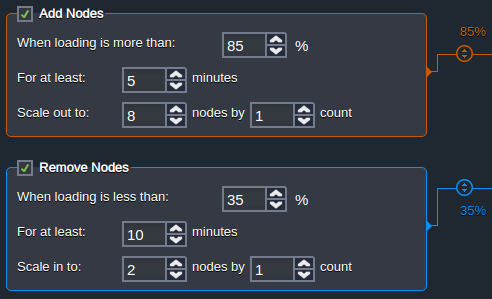 Add Nodes
85%
When loading is more than: 85 %
For at least: 5 minutes
Scale out to: 8 nodes by 1 count
Remove Nodes
When loading is less than: 35 %
35%
For at least: 10 minutes
Scale in to: 2 nodes by 1 count